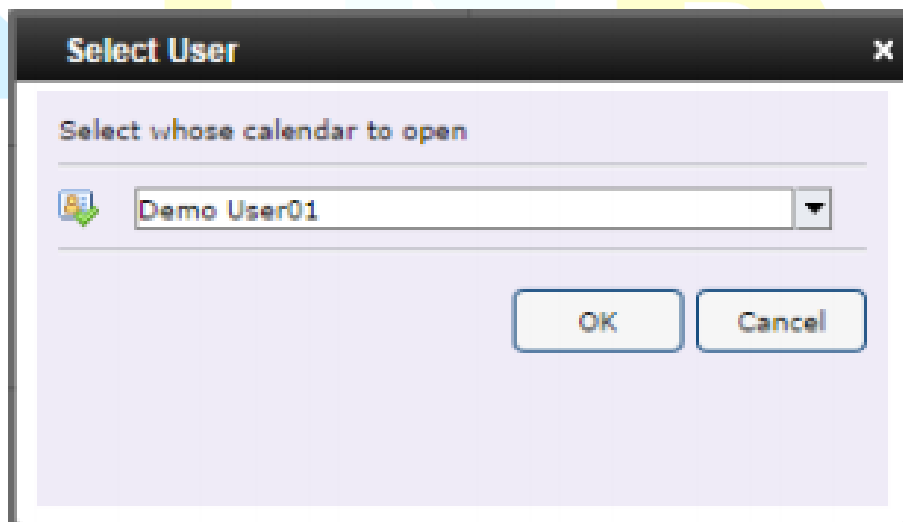 Select User
Select whose calendar to open
Demo User01
OK
Cancel